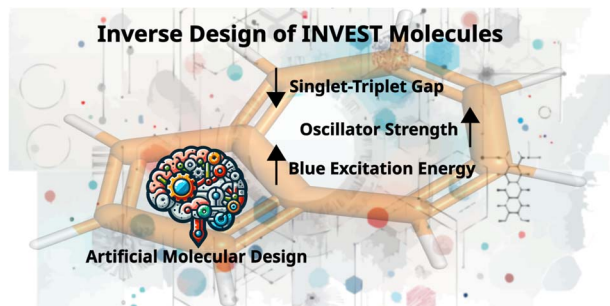 Inverse Design of INVEST Molecules
Singlet-Triplet Gap
Oscillator Strength
Blue Excitation Energy
Artificial Molecular Design